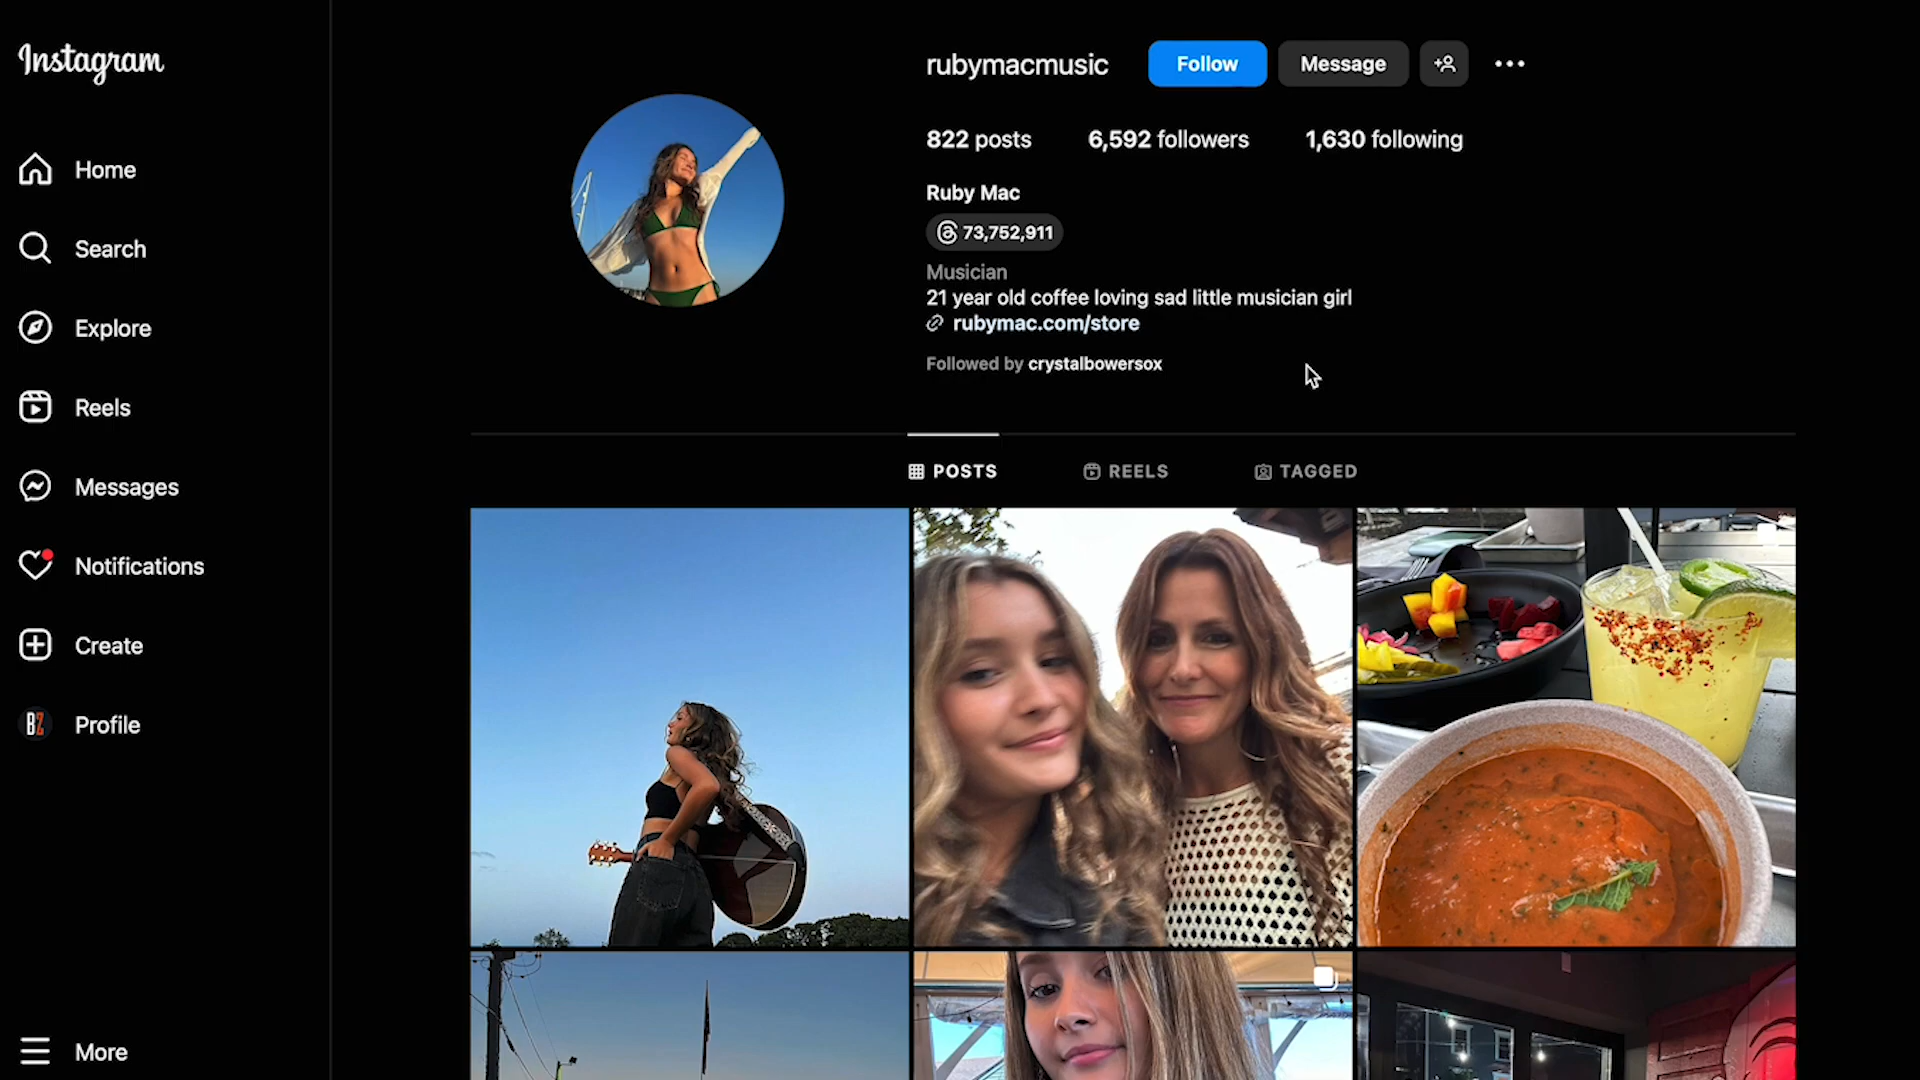 Instagram
Home
Search
Explore
Reels
Messages
Notifications
Create
BZ Profile
More
rubymacmusic Follow Message
822 posts 6,592 followers 1,630 following
Ruby Mac
73,752,911
Musician
21 year old coffee loving sad little musician girl
rubymac.com/store
Followed by crystalbowersox
POSTS REELS TAGGED